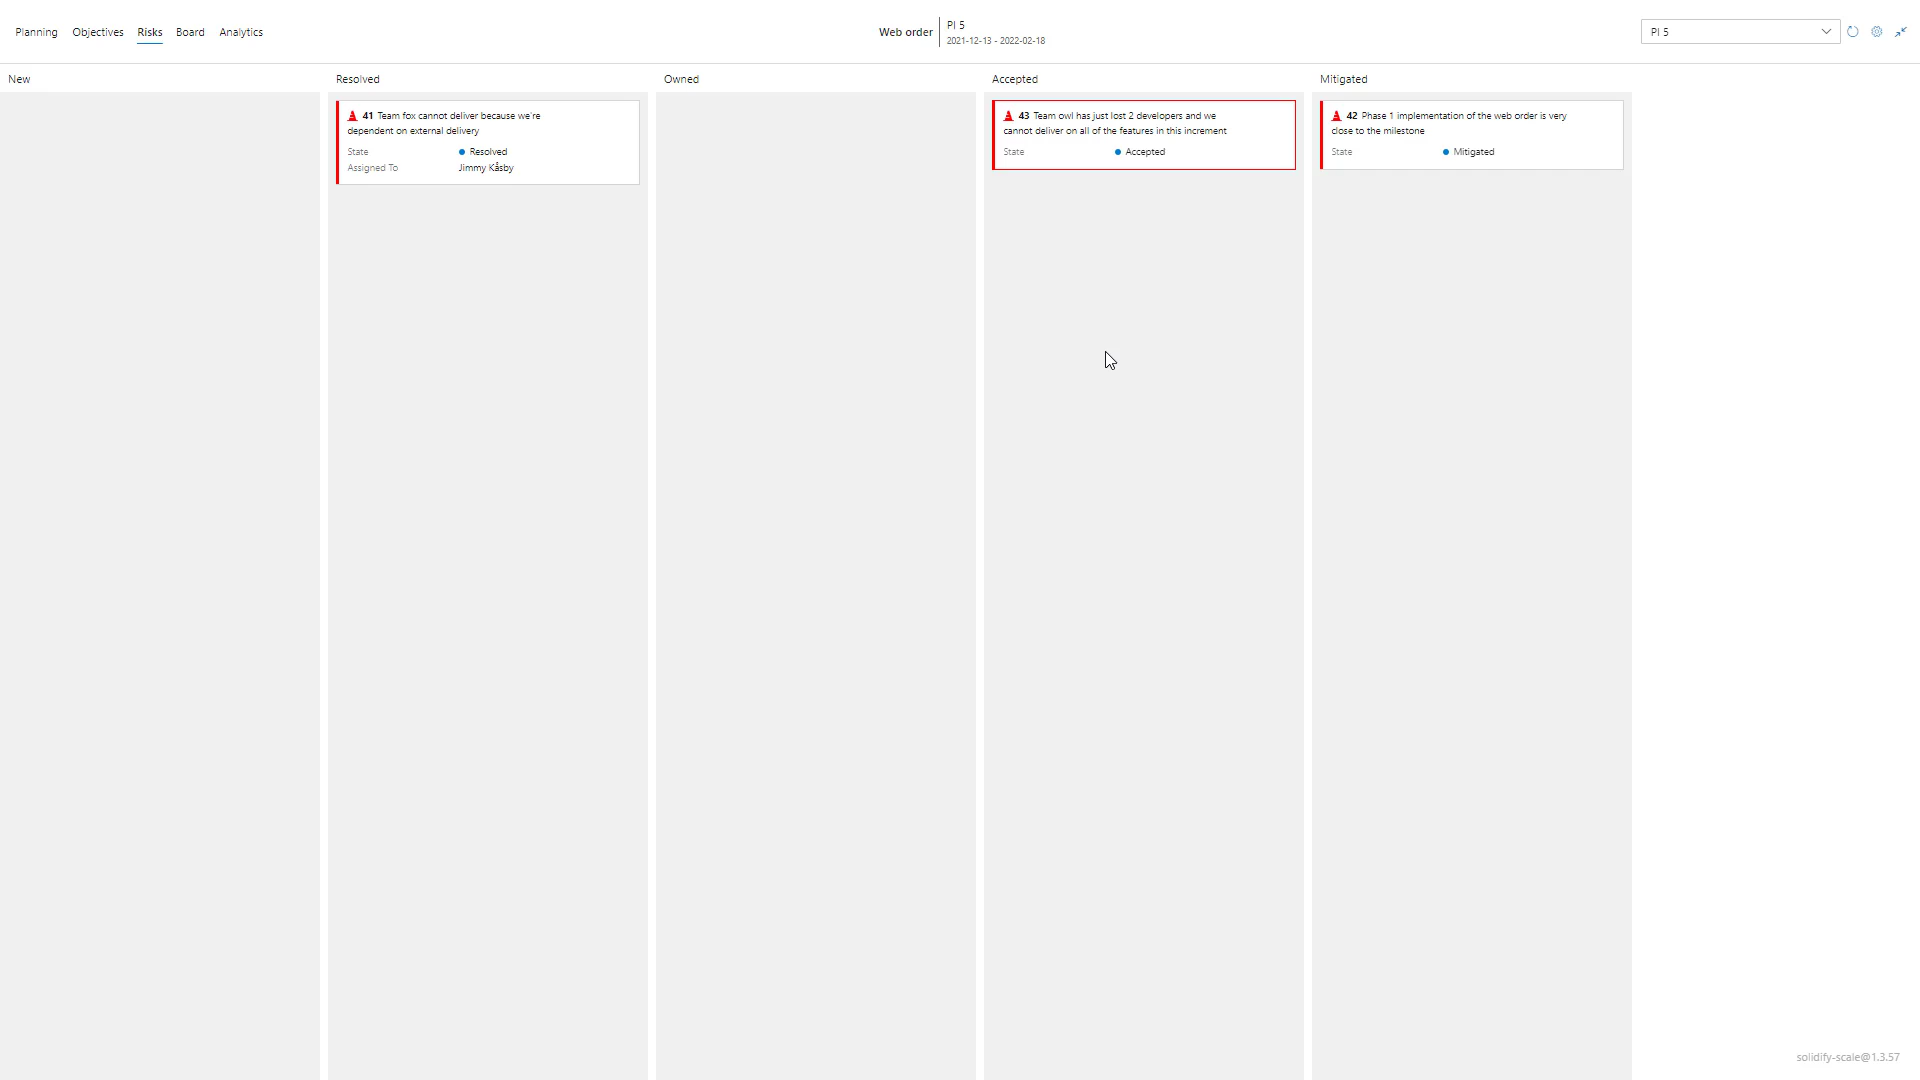 Planning Objectives Risks Board Analytics
Web order
PI 5
2021-12-13 - 2022-02-18
PI 5
New
Resolved
Owned
Accepted
Mitigated
41 Team fox cannot deliver because we're
dependent on external delivery
State Resolved
Assigned To Jimmy Kåsby
43 Team owl has just lost 2 developers and we
cannot deliver on all of the features in this increment
State Accepted
42 Phase 1 implementation of the web order is very
close to the milestone
State Mitigated
solidify-scale@1.3.57